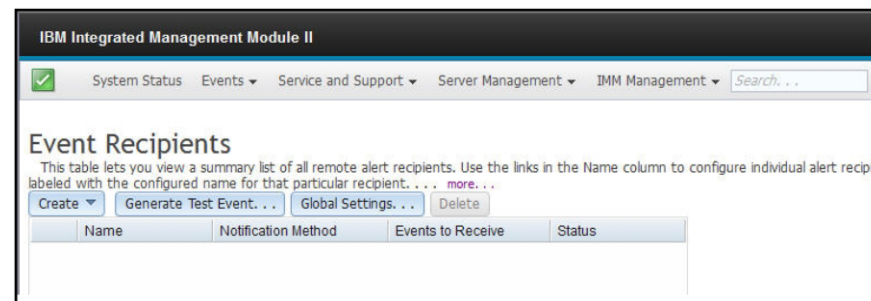 IBM Integrated Management Module II
System Status Events Service and Support Server Management IMM Management Search. . .
Event Recipients
This table lets you view a summary list of all remote alert recipients. Use the links in the Name column to configure individual alert recip
labeled with the configured name for that particular recipient. . . . more. . .
Create Generate Test Event. . . Global Settings. . . Delete
Name Notification Method Events to Receive Status